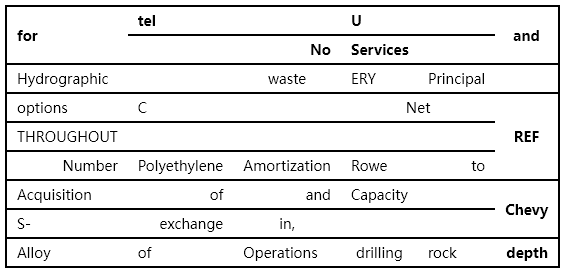 for tel U and
No Services
Hydrographic waste ERY Principal
options C Net
THROUGHOUT REF
Number Polyethylene Amortization Rowe to
Acquisition of and Capacity Chevy
S- exchange in,
Alloy of Operations drilling rock depth